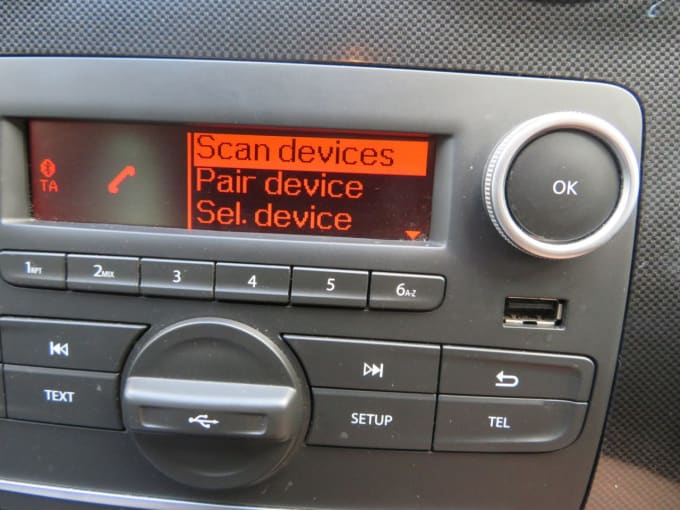 Scan devices
TA
Pair device
Sel. device
OK
1RPT 2MIX 3 4 5 6A-Z
TEXT
SETUP
TEL